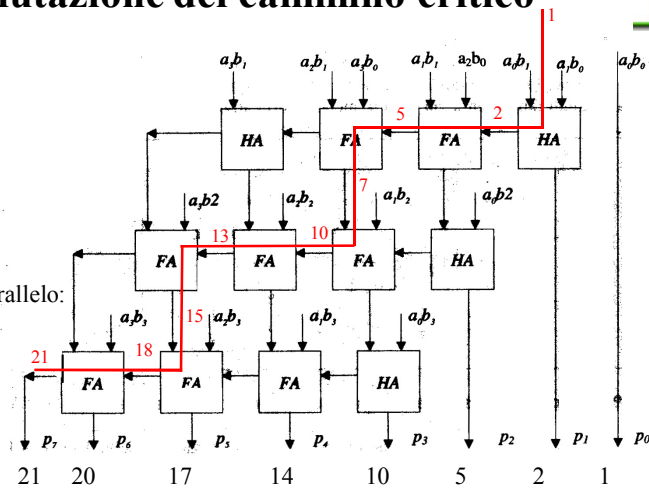 lutazione del cammino critico
1
a₃b₁ a₂b₁ a₃b₀ a₁b₁ a₂b₀ a₀b₁ a₁b₀ a₀b₀
5 2
HA FA FA HA
7
a₃b2 a₂b₂ a₁b₂ a₀b2
13 10
FA FA FA HA
rallelo:
a₃b₃ 15 a₂b₃ a₁b₃ a₀b₃
21 18
FA FA FA HA
p₇ p₆ p₅ p₄ p₃ p₂ p₁ p₀
21 20 17 14 10 5 2 1